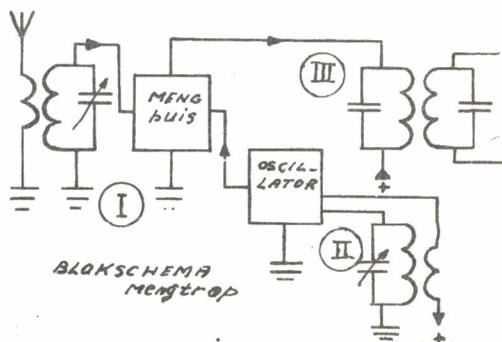 MENG
buis
III
OSCIL-
LATOR
I
II
BLOKSCHEMA
mengtrap
+
+